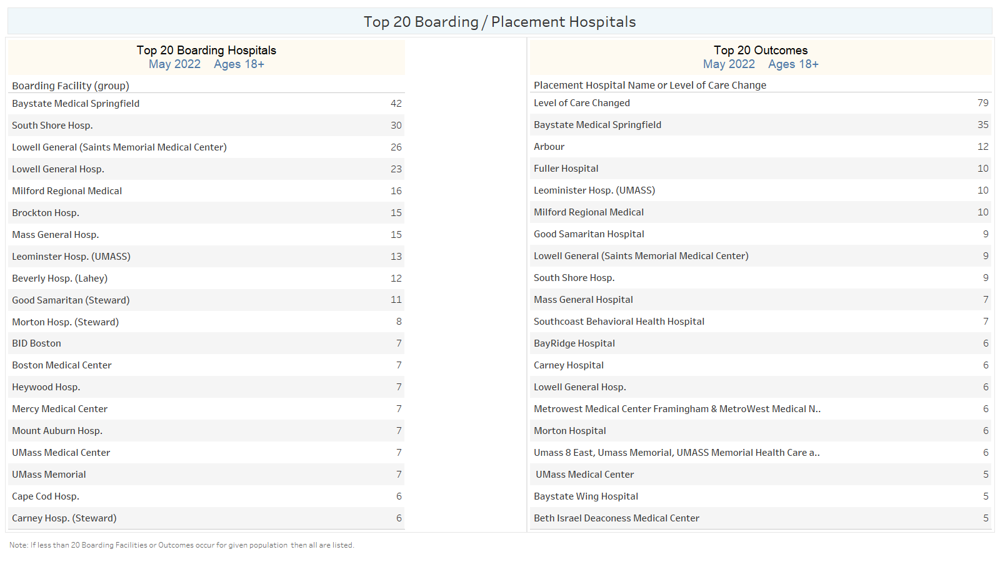 Top 20 Boarding / Placement Hospitals
Top 20 Boarding Hospitals
May 2022 Ages 18+
Boarding Facility (group)
Baystate Medical Springfield 42
South Shore Hosp. 30
Lowell General (Saints Memorial Medical Center) 26
Lowell General Hosp. 23
Milford Regional Medical 16
Brockton Hosp. 15
Mass General Hosp. 15
Leominster Hosp. (UMASS) 13
Beverly Hosp. (Lahey) 12
Good Samaritan (Steward) 11
Morton Hosp. (Steward) 8
BID Boston 7
Boston Medical Center 7
Heywood Hosp. 7
Mercy Medical Center 7
Mount Auburn Hosp. 7
UMass Medical Center 7
UMass Memorial 7
Cape Cod Hosp. 6
Carney Hosp. (Steward) 6
Top 20 Outcomes
May 2022 Ages 18+
Placement Hospital Name or Level of Care Change
Level of Care Changed 79
Baystate Medical Springfield 35
Arbour 12
Fuller Hospital 10
Leominister Hosp. (UMASS) 10
Milford Regional Medical 10
Good Samaritan Hospital 9
Lowell General (Saints Memorial Medical Center) 9
South Shore Hosp. 9
Mass General Hospital 7
Southcoast Behavioral Health Hospital 7
BayRidge Hospital 6
Carney Hospital 6
Lowell General Hosp. 6
Metrowest Medical Center Framingham & MetroWest Medical N.. 6
Morton Hospital 6
Umass 8 East, Umass Memorial, UMASS Memorial Health Care a.. 6
UMass Medical Center 5
Baystate Wing Hospital 5
Beth Israel Deaconess Medical Center 5
Note: If less than 20 Boarding Facilities or Outcomes occur for given population then all are listed.